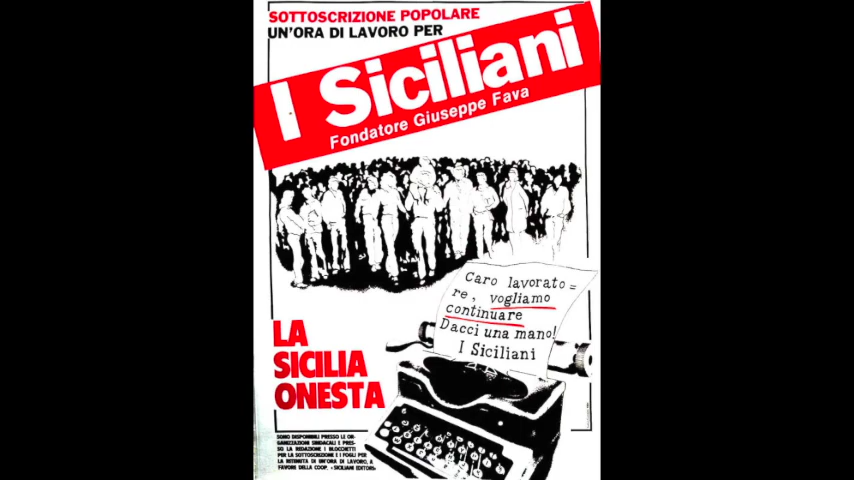 SOTTOSCRIZIONE POPOLARE
UN'ORA DI LAVORO PER
I Siciliani
Fondatore Giuseppe Fava
Caro lavorato=
re, vogliamo
continuare
Dacci una mano!
I Siciliani
LA
SICILIA
ONESTA
SONO DISPONIBILI PRESSO LE OR-
GANIZZAZIONI SINDACALI E PRES-
SO LA REDAZIONE I BLOCCHETTI
PER LA SOTTOSCRIZIONE E I FOGLI PER
LA RITENUTA DI UN'ORA DI LAVORO, A
FAVORE DELLA COOP. «SICILIANI EDITORI»